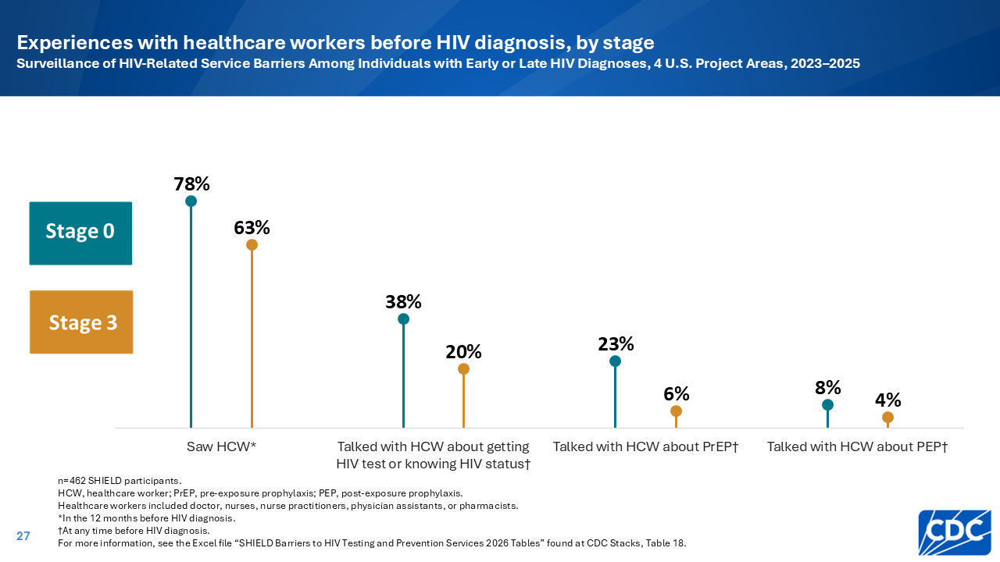 Experiences with healthcare workers before HIV diagnosis, by stage
Surveillance of HIV-Related Service Barriers Among Individuals with Early or Late HIV Diagnoses, 4 U.S. Project Areas, 2023–2025
Stage 0
Stage 3
78%
63%
38%
20%
23%
6%
8%
4%
Saw HCW*
Talked with HCW about getting
HIV test or knowing HIV status†
Talked with HCW about PrEP†
Talked with HCW about PEP†
n=462 SHIELD participants.
HCW, healthcare worker; PrEP, pre-exposure prophylaxis; PEP, post-exposure prophylaxis.
Healthcare workers included doctor, nurses, nurse practitioners, physician assistants, or pharmacists.
*In the 12 months before HIV diagnosis.
†At any time before HIV diagnosis.
For more information, see the Excel file “SHIELD Barriers to HIV Testing and Prevention Services 2026 Tables” found at CDC Stacks, Table 18.
27
CDC